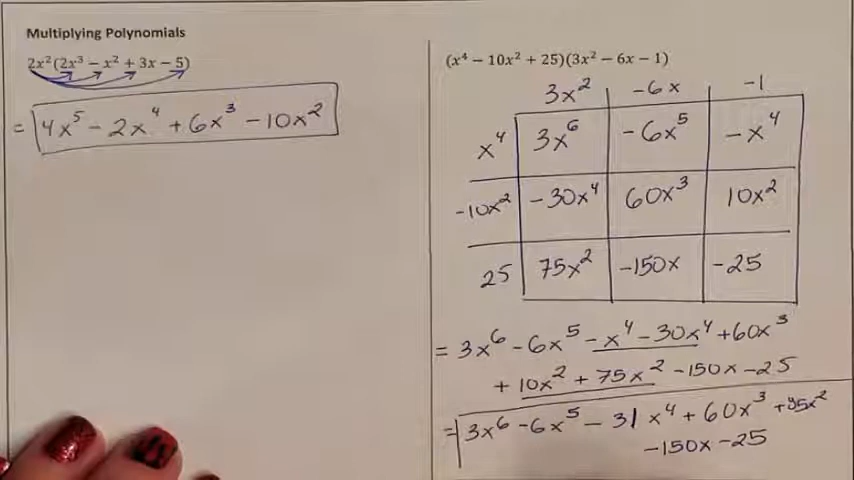 Multiplying Polynomials
2x²(2x³ − x² + 3x − 5)
= 4x⁵ - 2x⁴ + 6x³ - 10x²
(x⁴ − 10x² + 25)(3x² − 6x − 1)
3x² -6x -1
x⁴ 3x⁶ -6x⁵ -x⁴
-10x² -30x⁴ 60x³ 10x²
25 75x² -150x -25
= 3x⁶ - 6x⁵ - x⁴ - 30x⁴ + 60x³
+ 10x² + 75x² - 150x - 25
= 3x⁶ - 6x⁵ - 31x⁴ + 60x³ + 85x²
-150x - 25